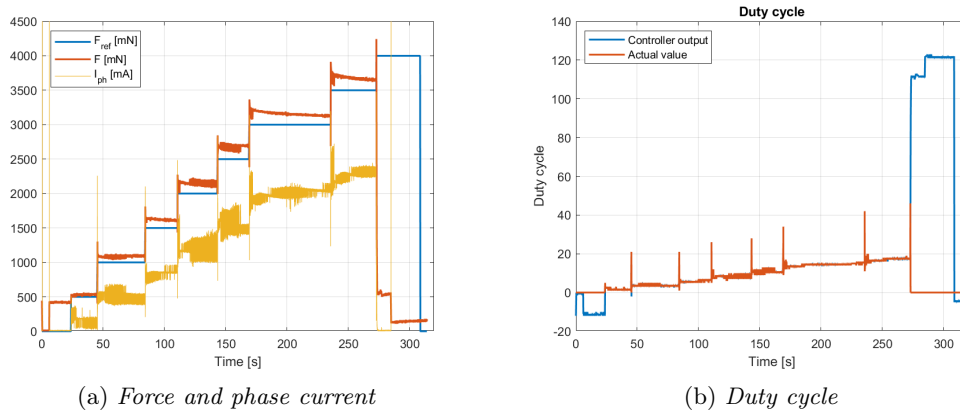 4500
4000
3500
3000
2500
2000
1500
1000
500
0
F_ref [mN]
F [mN]
I_ph [mA]
0 50 100 150 200 250 300
Time [s]
(a) Force and phase current
Duty cycle
140
120
100
80
60
40
20
0
-20
Duty cycle
Controller output
Actual value
0 50 100 150 200 250 300
Time [s]
(b) Duty cycle